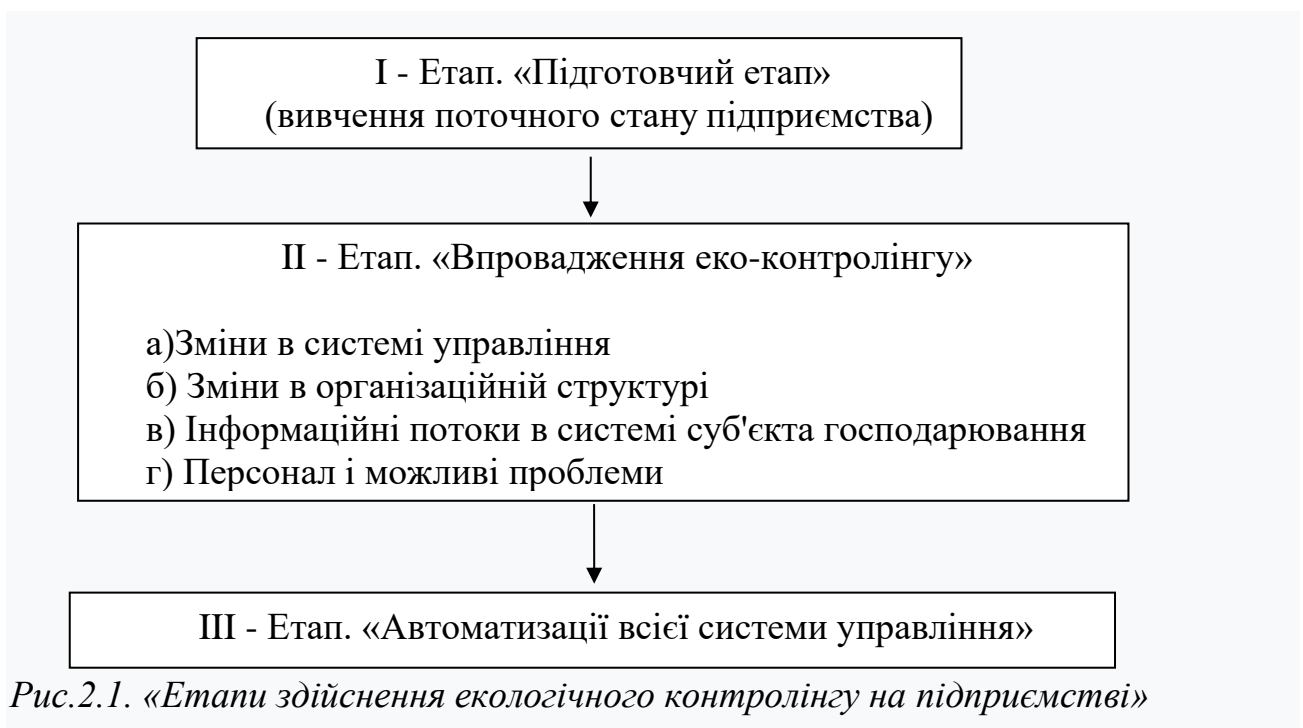 І - Етап. «Підготовчий етап»
(вивчення поточного стану підприємства)
ІІ - Етап. «Впровадження еко-контролінгу»
а)Зміни в системі управління
б) Зміни в організаційній структурі
в) Інформаційні потоки в системі суб'єкта господарювання
г) Персонал і можливі проблеми
ІІІ - Етап. «Автоматизації всієї системи управління»
Рис.2.1. «Етапи здійснення екологічного контролінгу на підприємстві»